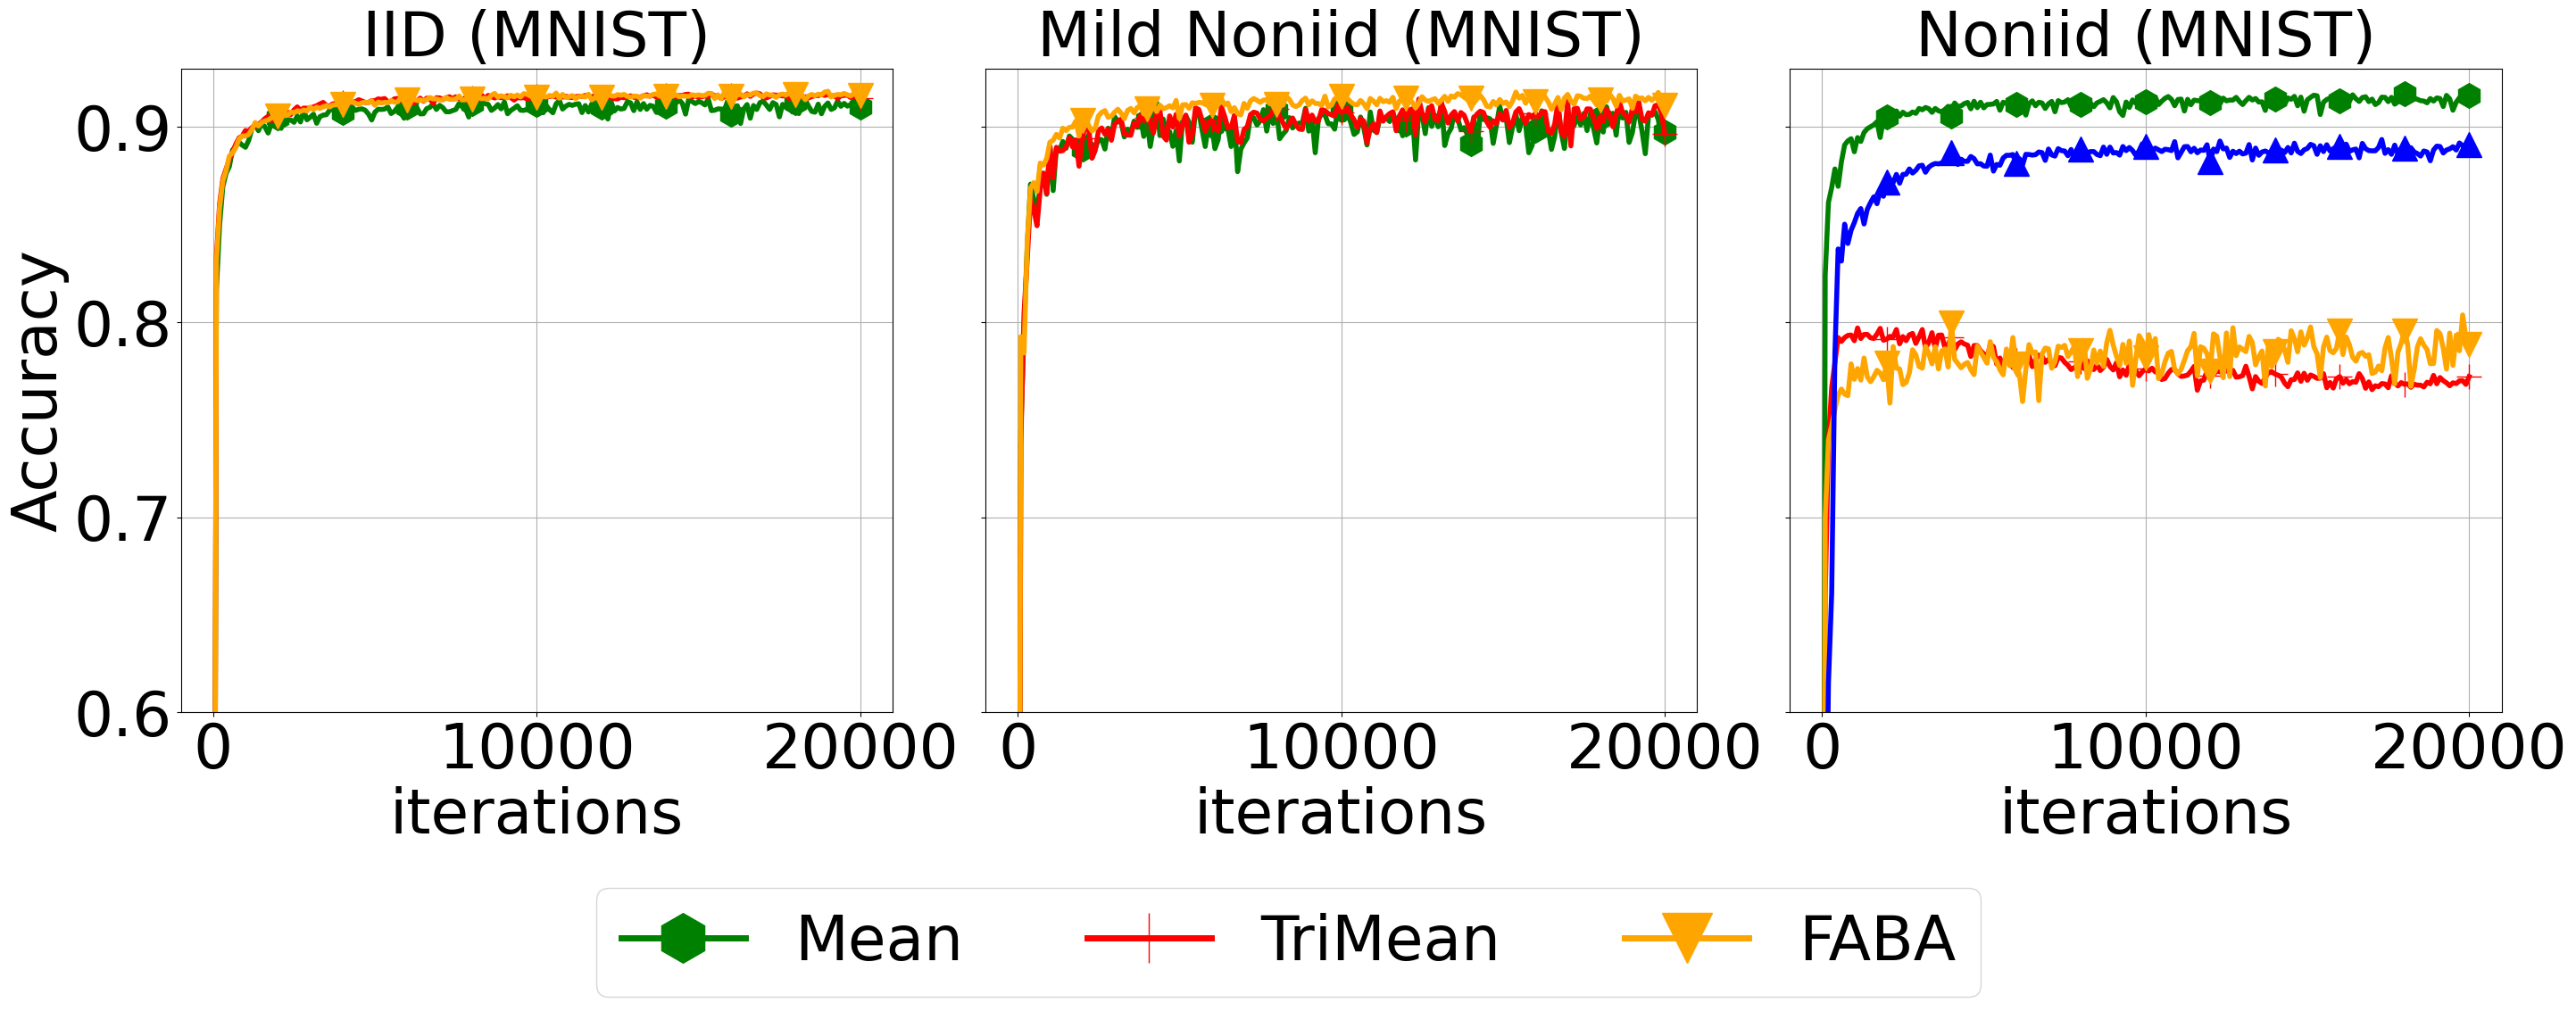 IID (MNIST) Mild Noniid (MNIST) Noniid (MNIST)
Accuracy
0.9
0.8
0.7
0.6
0 10000 20000 0 10000 20000 0 10000 20000
iterations iterations iterations
Mean TriMean FABA